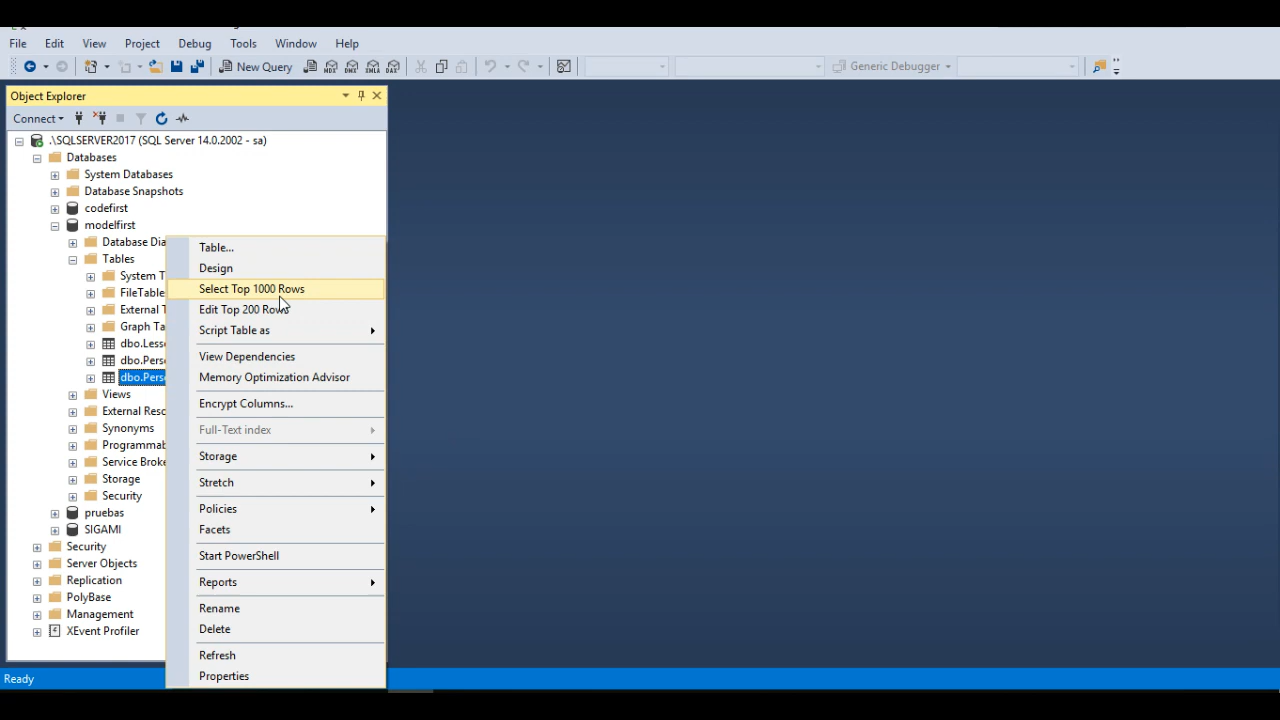 File Edit View Project Debug Tools Window Help
New Query MDX DMX XMLA DAX Generic Debugger
Object Explorer
Connect
.\SQLSERVER2017 (SQL Server 14.0.2002 - sa)
Databases
System Databases
Database Snapshots
codefirst
modelfirst
Database Dia
Tables
System T
FileTable
External T
Graph Ta
dbo.Less
dbo.Pers
dbo.Pers
Views
External Reso
Synonyms
Programmab
Service Broke
Storage
Security
pruebas
SIGAMI
Security
Server Objects
Replication
PolyBase
Management
XEvent Profiler
Table...
Design
Select Top 1000 Rows
Edit Top 200 Rows
Script Table as
View Dependencies
Memory Optimization Advisor
Encrypt Columns...
Full-Text index
Storage
Stretch
Policies
Facets
Start PowerShell
Reports
Rename
Delete
Refresh
Properties
Ready